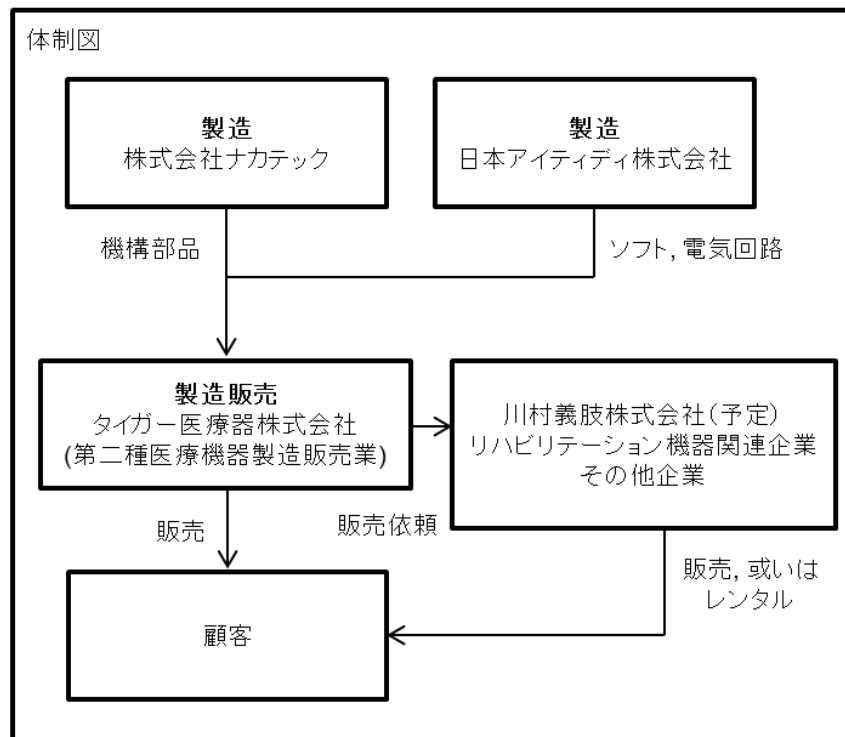 体制図
製造
株式会社ナカテック
製造
日本アイティディ株式会社
機構部品
ソフト，電気回路
製造販売
タイガー医療器株式会社
(第二種医療機器製造販売業)
川村義肢株式会社（予定）
リハビリテーション機器関連企業
その他企業
販売
販売依頼
販売，或いは
レンタル
顧客